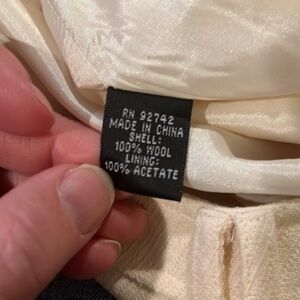 RN 92742
MADE IN CHINA
SHELL:
100% WOOL
LINING:
100% ACETATE